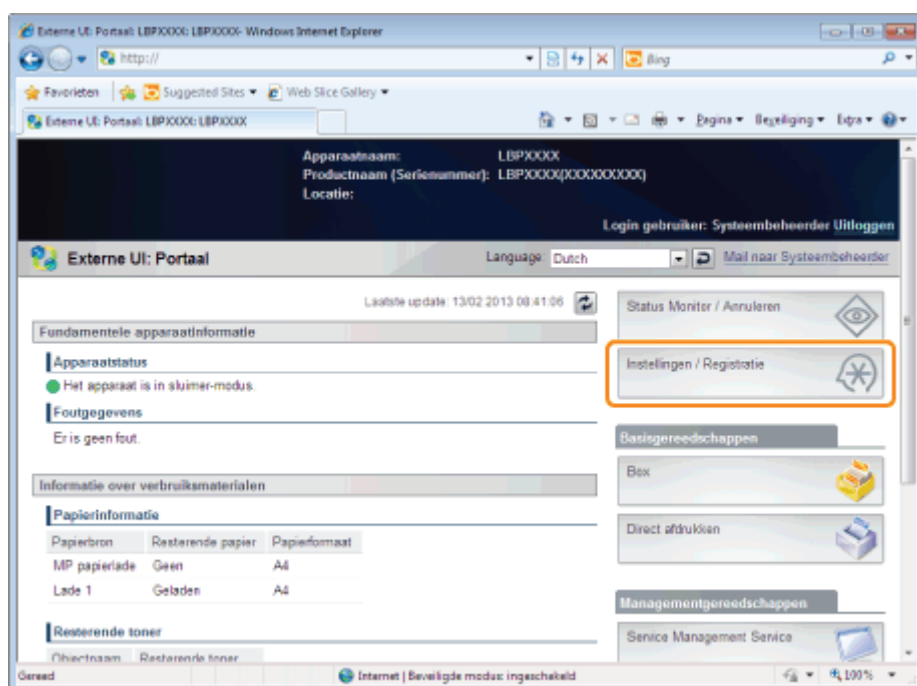 Externe UI: Portaal: LBPXXXX: LBPXXXX- Windows Internet Explorer
http://
Bing
Favorieten Suggested Sites Web Slice Gallery
Externe UI: Portaal: LBPXXXX: LBPXXXX
Pagina Beveiliging Extra
Apparaatnaam: LBPXXXX
Productnaam (Serienummer): LBPXXXX(XXXXXXXXX)
Locatie:
Login gebruiker: Systeembeheerder Uitloggen
Externe UI: Portaal
Language: Dutch
Mail naar Systeembeheerder
Laatste update: 13/02 2013 08:41:06
Fundamentele apparaatinformatie
Apparaatstatus
Het apparaat is in sluimer-modus.
Foutgegevens
Er is geen fout.
Informatie over verbruiksmaterialen
Papierinformatie
Papierbron Resterende papier Papierformaat
MP papierlade Geen A4
Lade 1 Geladen A4
Resterende toner
Objectnaam Resterende toner
Status Monitor / Annuleren
Instellingen / Registratie
Basisgereedschappen
Box
Direct afdrukken
Managementgereedschappen
Service Management Service
Gereed
Internet | Beveiligde modus: ingeschakeld
100%